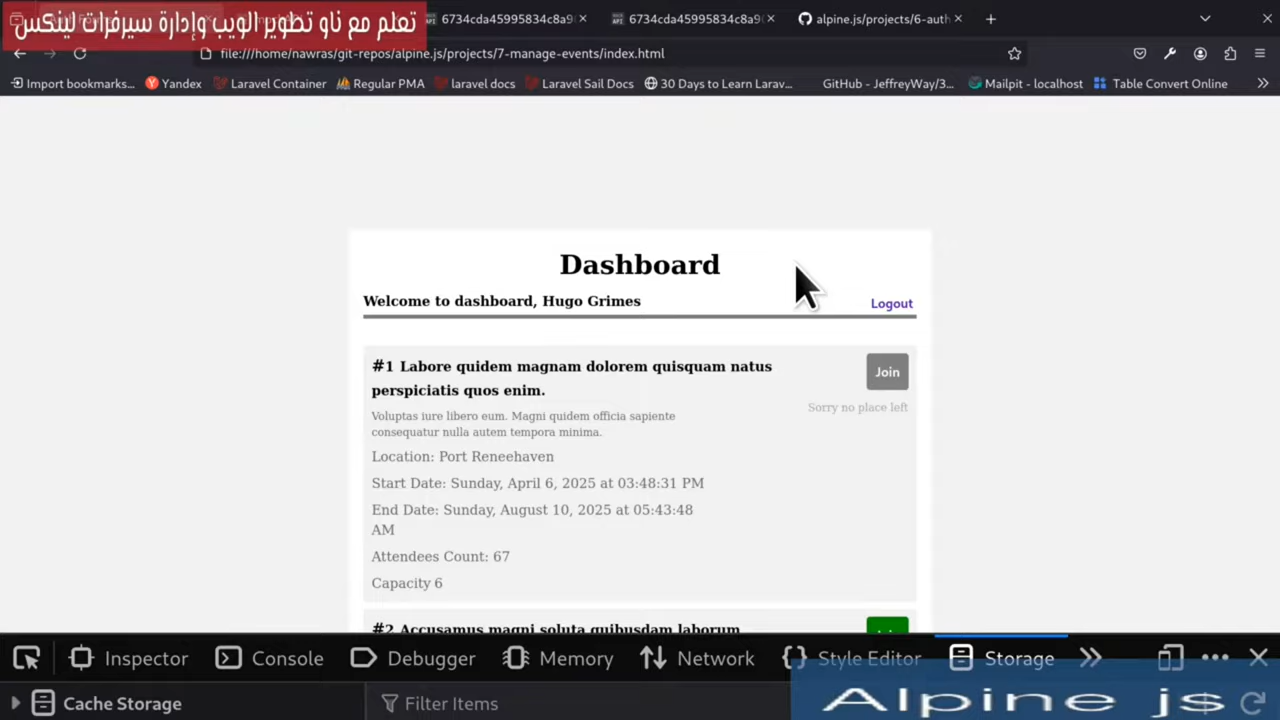 تعلم مع ناو تطوير الويب وإدارة سيرفرات لينكس
6734cda45995834c8a9(
6734cda45995834c8a9(
alpine.js/projects/6-auth
file:///home/nawras/git-repos/alpine.js/projects/7-manage-events/index.html
Import bookmarks...
Yandex
Laravel Container
Regular PMA
laravel docs
Laravel Sail Docs
30 Days to Learn Larav...
GitHub - JeffreyWay/3...
Mailpit - localhost
Table Convert Online
Dashboard
Welcome to dashboard, Hugo Grimes
Logout
#1 Labore quidem magnam dolorem quisquam natus
perspiciatis quos enim.
Join
Sorry no place left
Voluptas iure libero eum. Magni quidem officia sapiente
consequatur nulla autem tempora minima.
Location: Port Reneehaven
Start Date: Sunday, April 6, 2025 at 03:48:31 PM
End Date: Sunday, August 10, 2025 at 05:43:48
AM
Attendees Count: 67
Capacity 6
#2 Accusamus magni soluta quibusdam laborum
Inspector
Console
Debugger
Memory
Network
Style Editor
Storage
Cache Storage
Filter Items
Alpine js